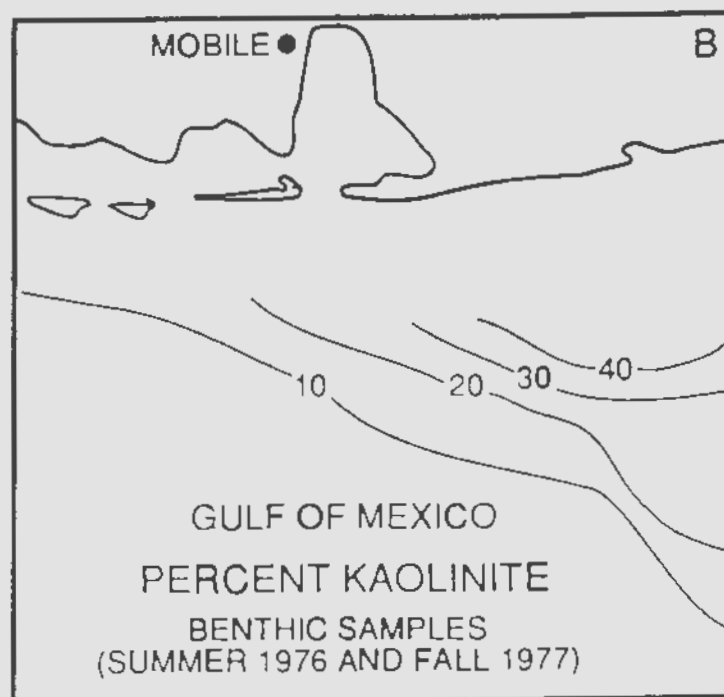 MOBILE
B
10
20
30
40
GULF OF MEXICO
PERCENT KAOLINITE
BENTHIC SAMPLES
(SUMMER 1976 AND FALL 1977)